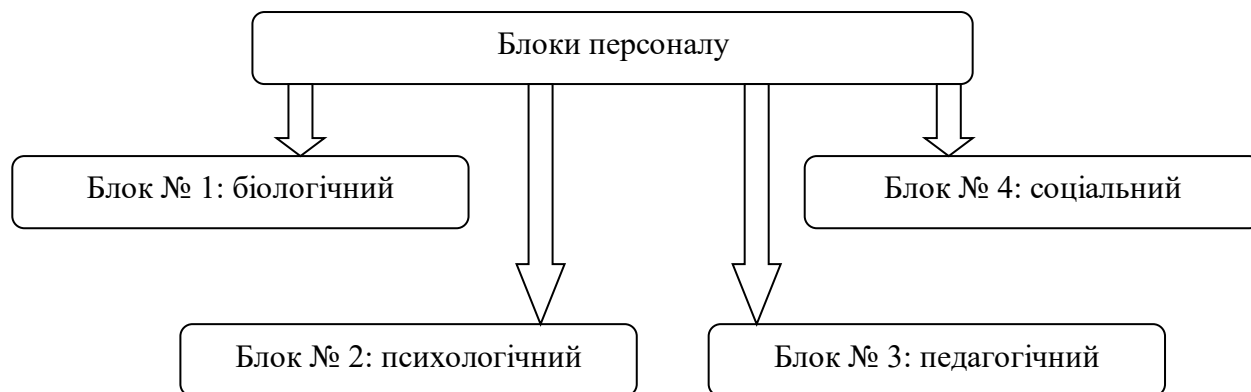 Блоки персоналу
Блок № 1: біологічний
Блок № 4: соціальний
Блок № 2: психологічний
Блок № 3: педагогічний